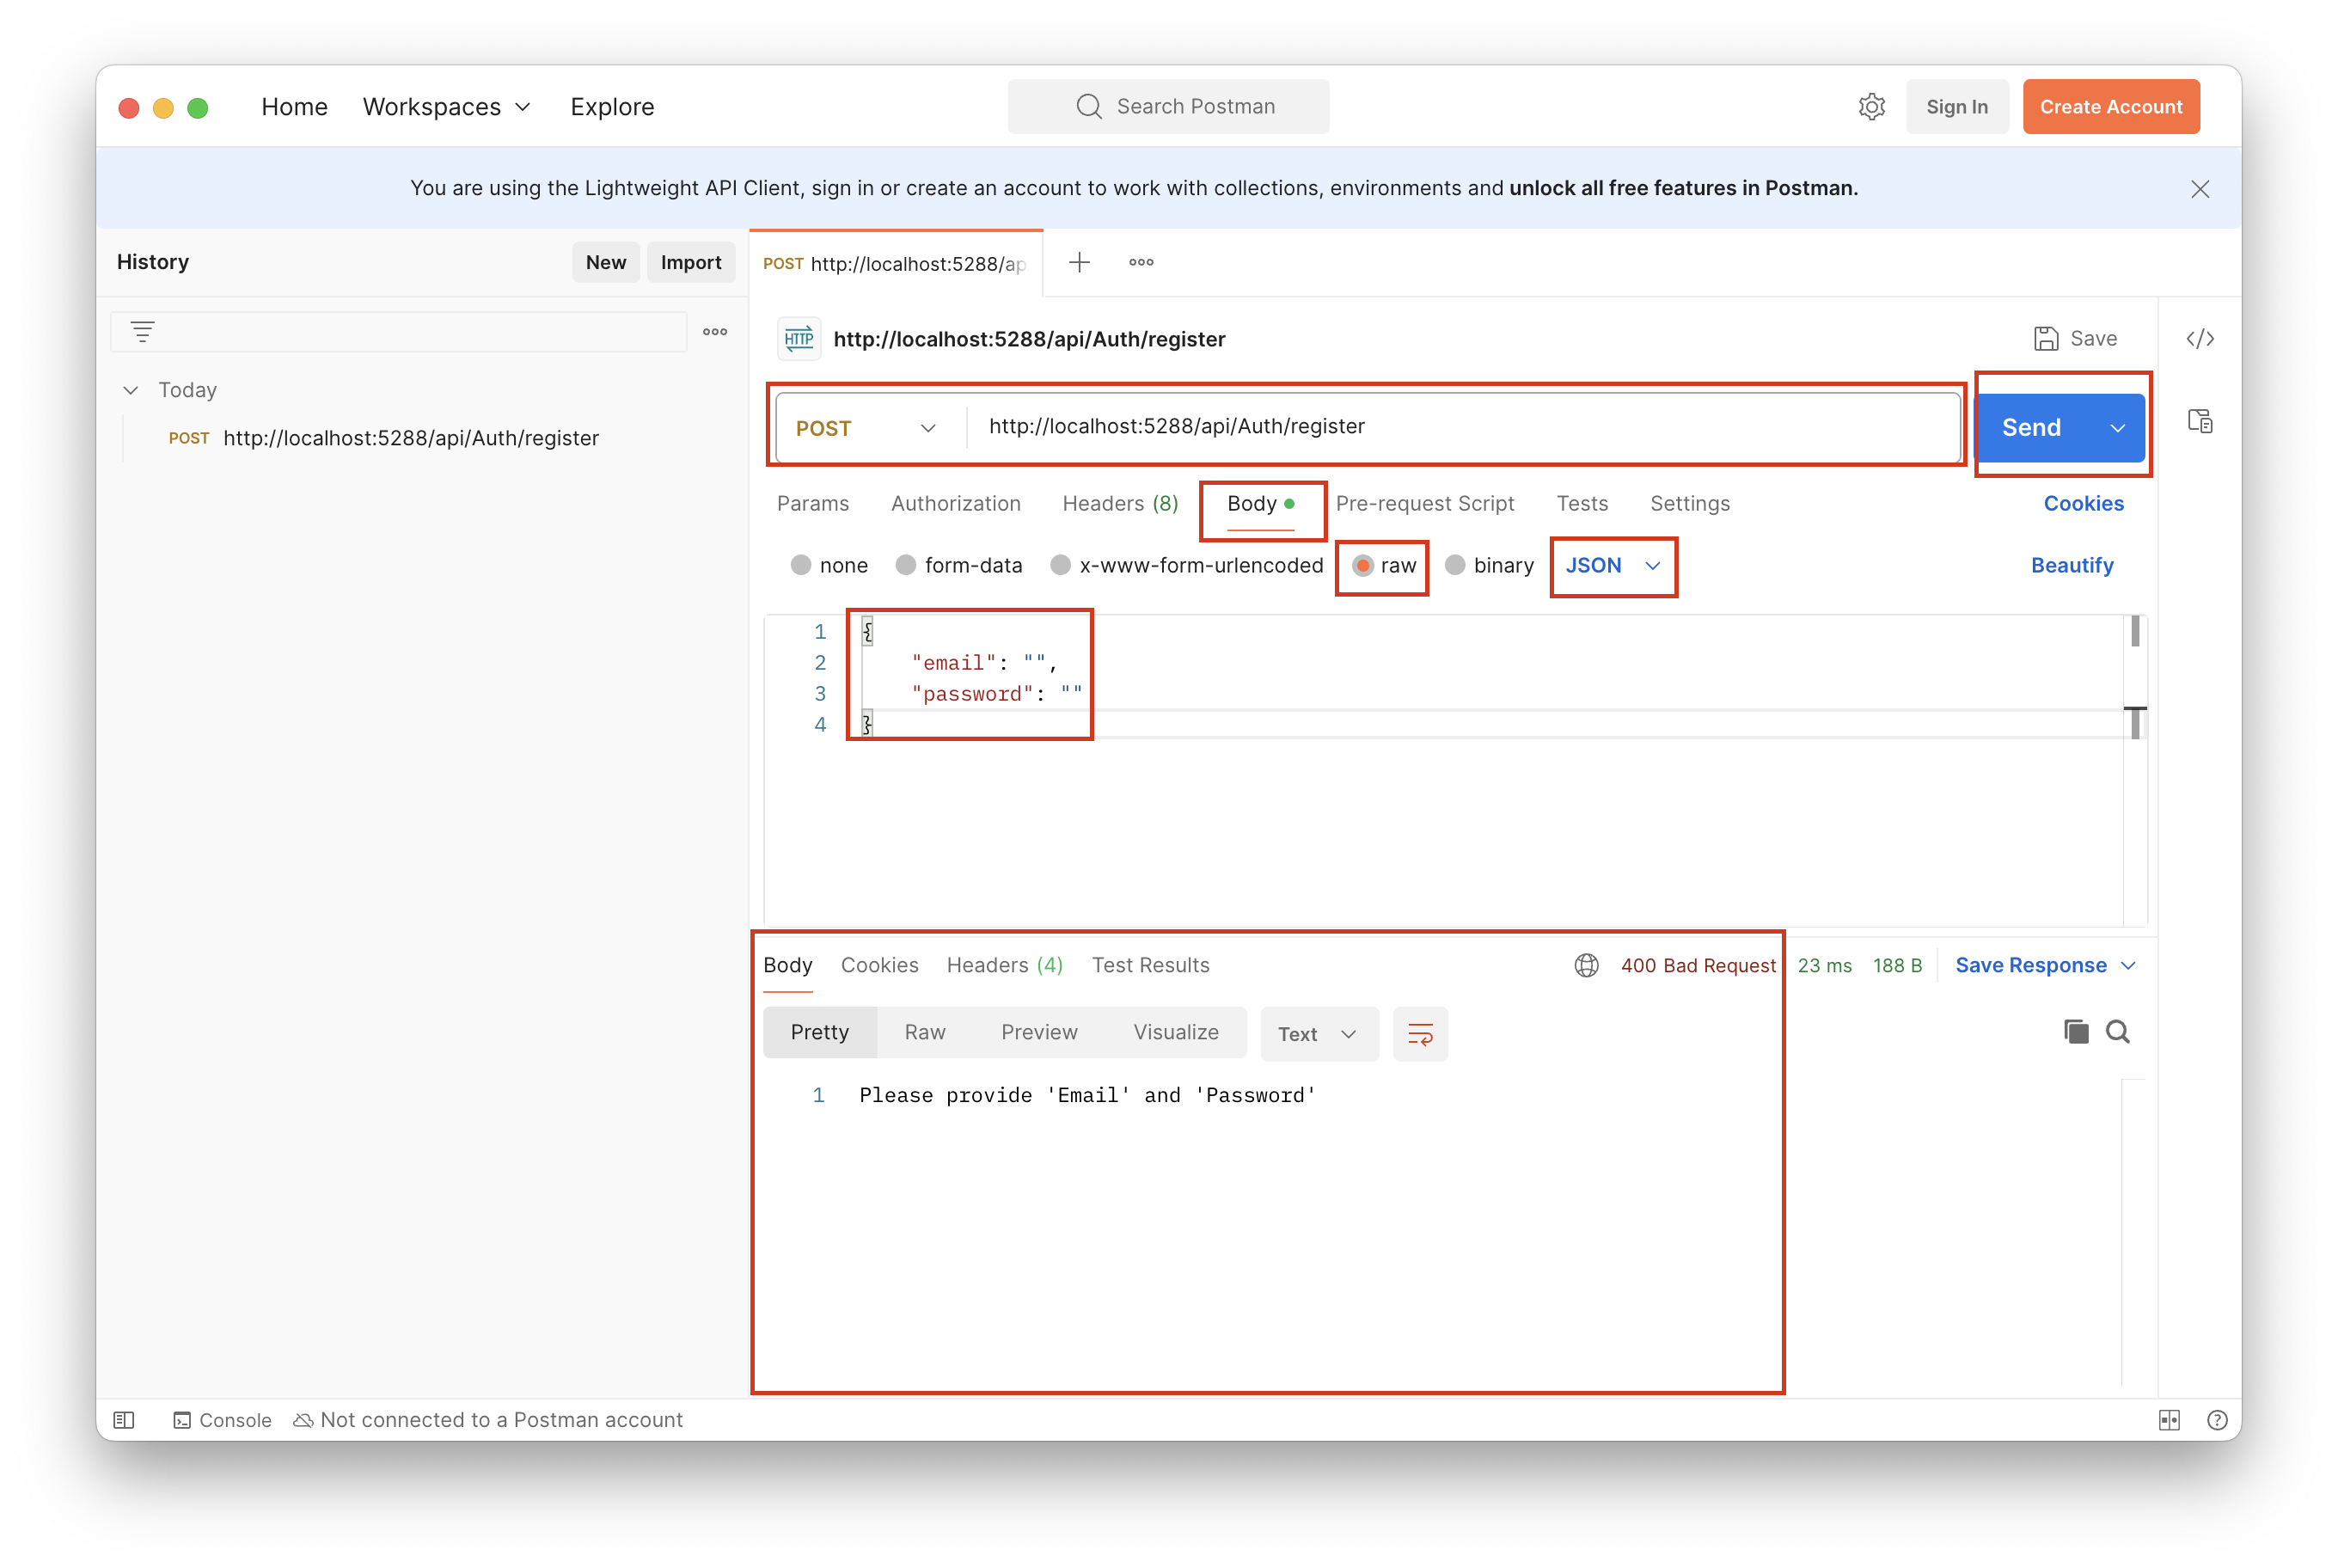 Home Workspaces Explore Search Postman Sign In Create Account
You are using the Lightweight API Client, sign in or create an account to work with collections, environments and unlock all free features in Postman.
History New Import
POST http://localhost:5288/ap
HTTP http://localhost:5288/api/Auth/register Save
Today
POST http://localhost:5288/api/Auth/register
POST http://localhost:5288/api/Auth/register Send
Params Authorization Headers (8) Body Pre-request Script Tests Settings Cookies
none form-data x-www-form-urlencoded raw binary JSON Beautify
1 {
2 "email": "",
3 "password": ""
4 }
Body Cookies Headers (4) Test Results 400 Bad Request 23 ms 188 B Save Response
Pretty Raw Preview Visualize Text
1 Please provide 'Email' and 'Password'
Console Not connected to a Postman account